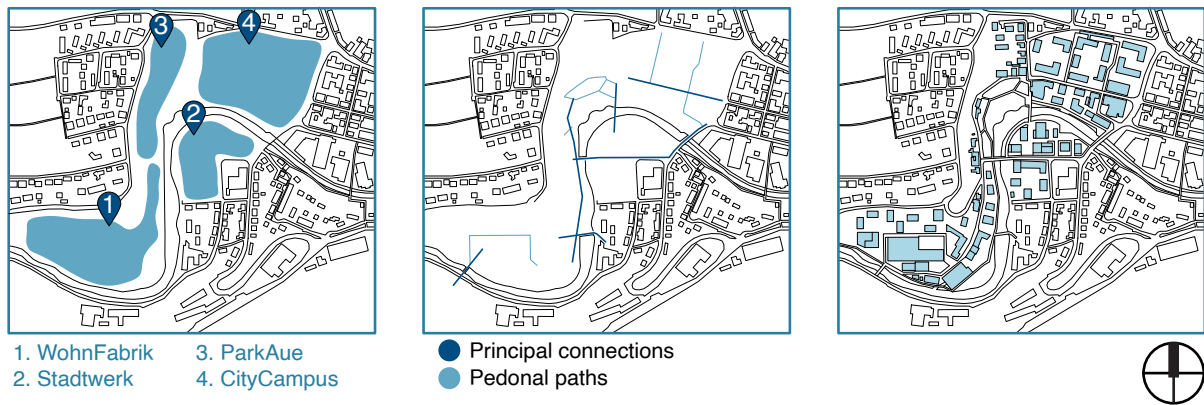 3
4
2
1
1. WohnFabrik
2. Stadtwerk
3. ParkAue
4. CityCampus
Principal connections
Pedonal paths